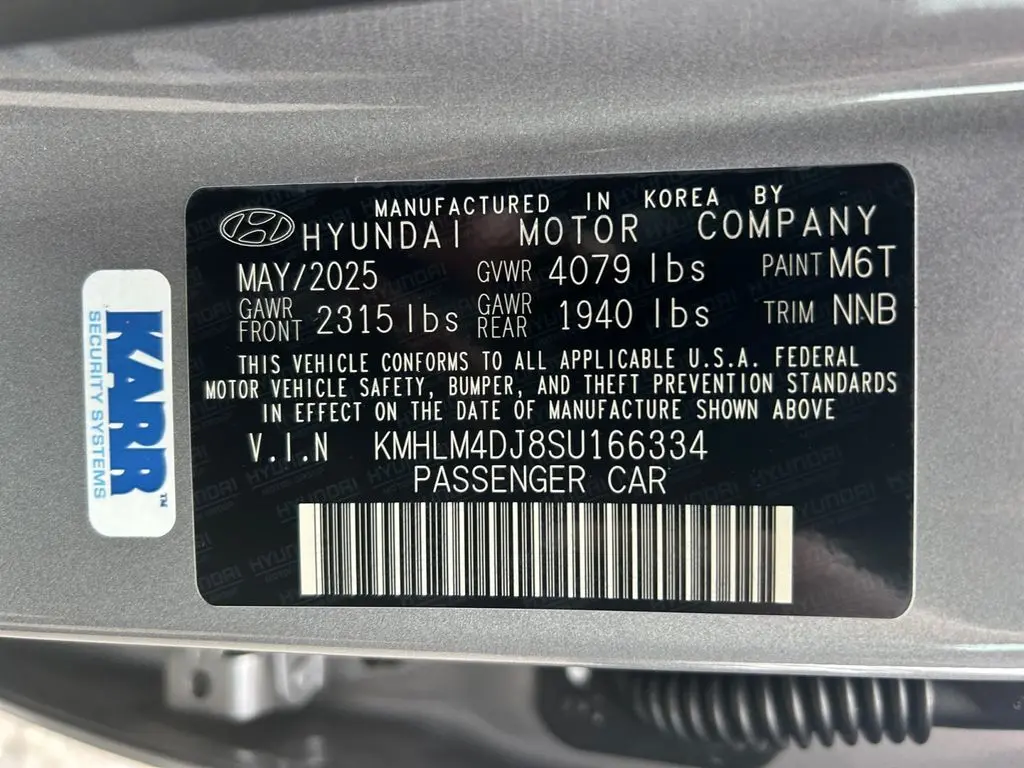 MANUFACTURED IN KOREA BY
HYUNDAI MOTOR COMPANY
MAY/2025 GVWR 4079 lbs PAINT M6T
GAWR FRONT 2315 lbs GAWR REAR 1940 lbs TRIM NNB
THIS VEHICLE CONFORMS TO ALL APPLICABLE U.S.A. FEDERAL
MOTOR VEHICLE SAFETY, BUMPER, AND THEFT PREVENTION STANDARDS
IN EFFECT ON THE DATE OF MANUFACTURE SHOWN ABOVE
V.I.N KMHLM4DJ8SU166334
PASSENGER CAR
KARR™
SECURITY SYSTEMS